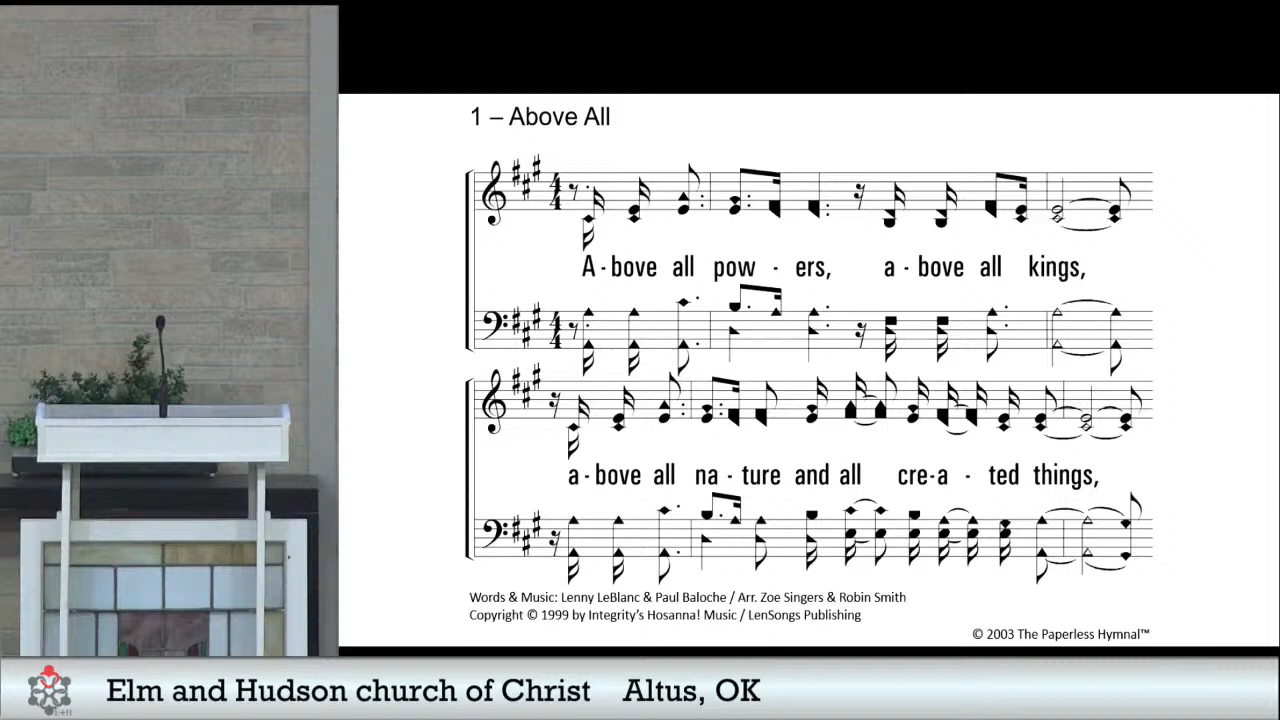 1 – Above All
A - bove all pow - ers, a - bove all kings,
a - bove all na - ture and all cre-a - ted things,
Words & Music: Lenny LeBlanc & Paul Baloche / Arr. Zoe Singers & Robin Smith
Copyright © 1999 by Integrity's Hosanna! Music / LenSongs Publishing
© 2003 The Paperless Hymnal™
Elm and Hudson church of Christ Altus, OK
E+H